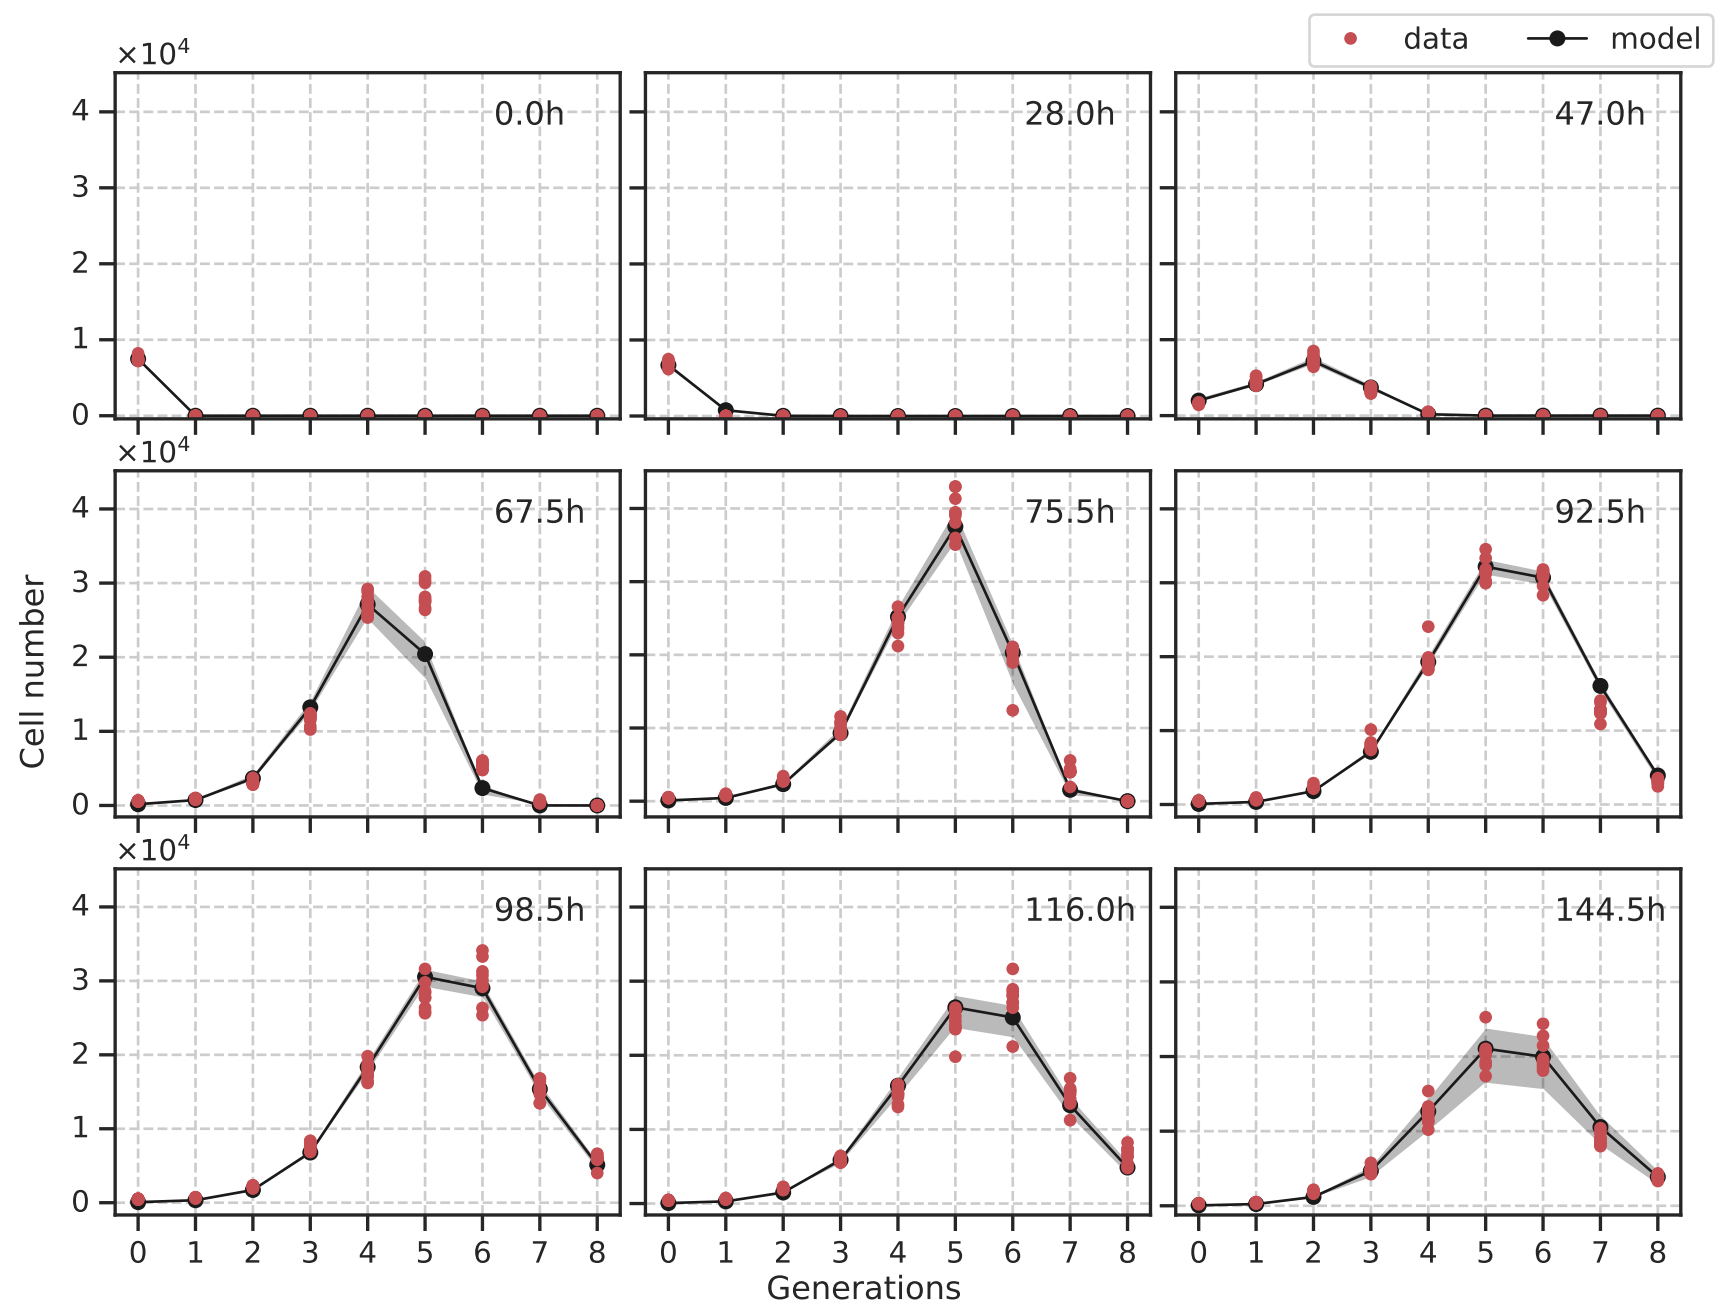 data model
×10⁴
4 0.0h 28.0h 47.0h
3
2
1
0
×10⁴
4 67.5h 75.5h 92.5h
3
2
1
0
Cell number
×10⁴
4 98.5h 116.0h 144.5h
3
2
1
0
0 1 2 3 4 5 6 7 8 0 1 2 3 4 5 6 7 8 0 1 2 3 4 5 6 7 8
Generations